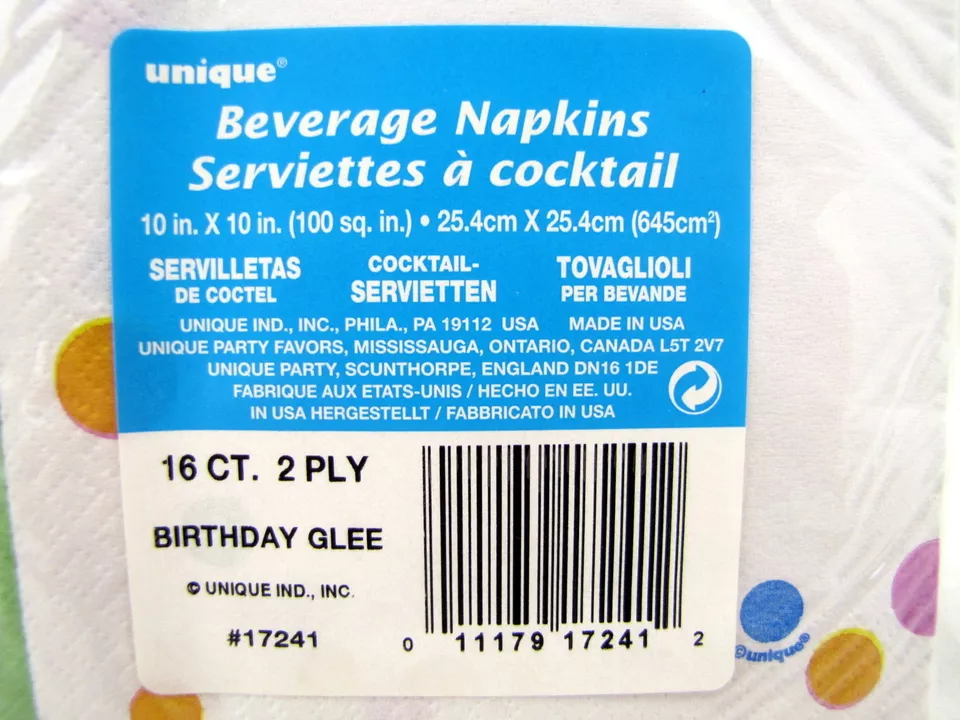 unique®
Beverage Napkins
Serviettes à cocktail
10 in. X 10 in. (100 sq. in.) • 25.4cm X 25.4cm (645cm²)
SERVILLETAS
DE COCTEL
COCKTAIL-
SERVIETTEN
TOVAGLIOLI
PER BEVANDE
UNIQUE IND., INC., PHILA., PA 19112 USA MADE IN USA
UNIQUE PARTY FAVORS, MISSISSAUGA, ONTARIO, CANADA L5T 2V7
UNIQUE PARTY, SCUNTHORPE, ENGLAND DN16 1DE
FABRIQUE AUX ETATS-UNIS / HECHO EN EE. UU.
IN USA HERGESTELLT / FABBRICATO IN USA
16 CT. 2 PLY
BIRTHDAY GLEE
© UNIQUE IND., INC.
#17241
0 11179 17241 2
©unique®